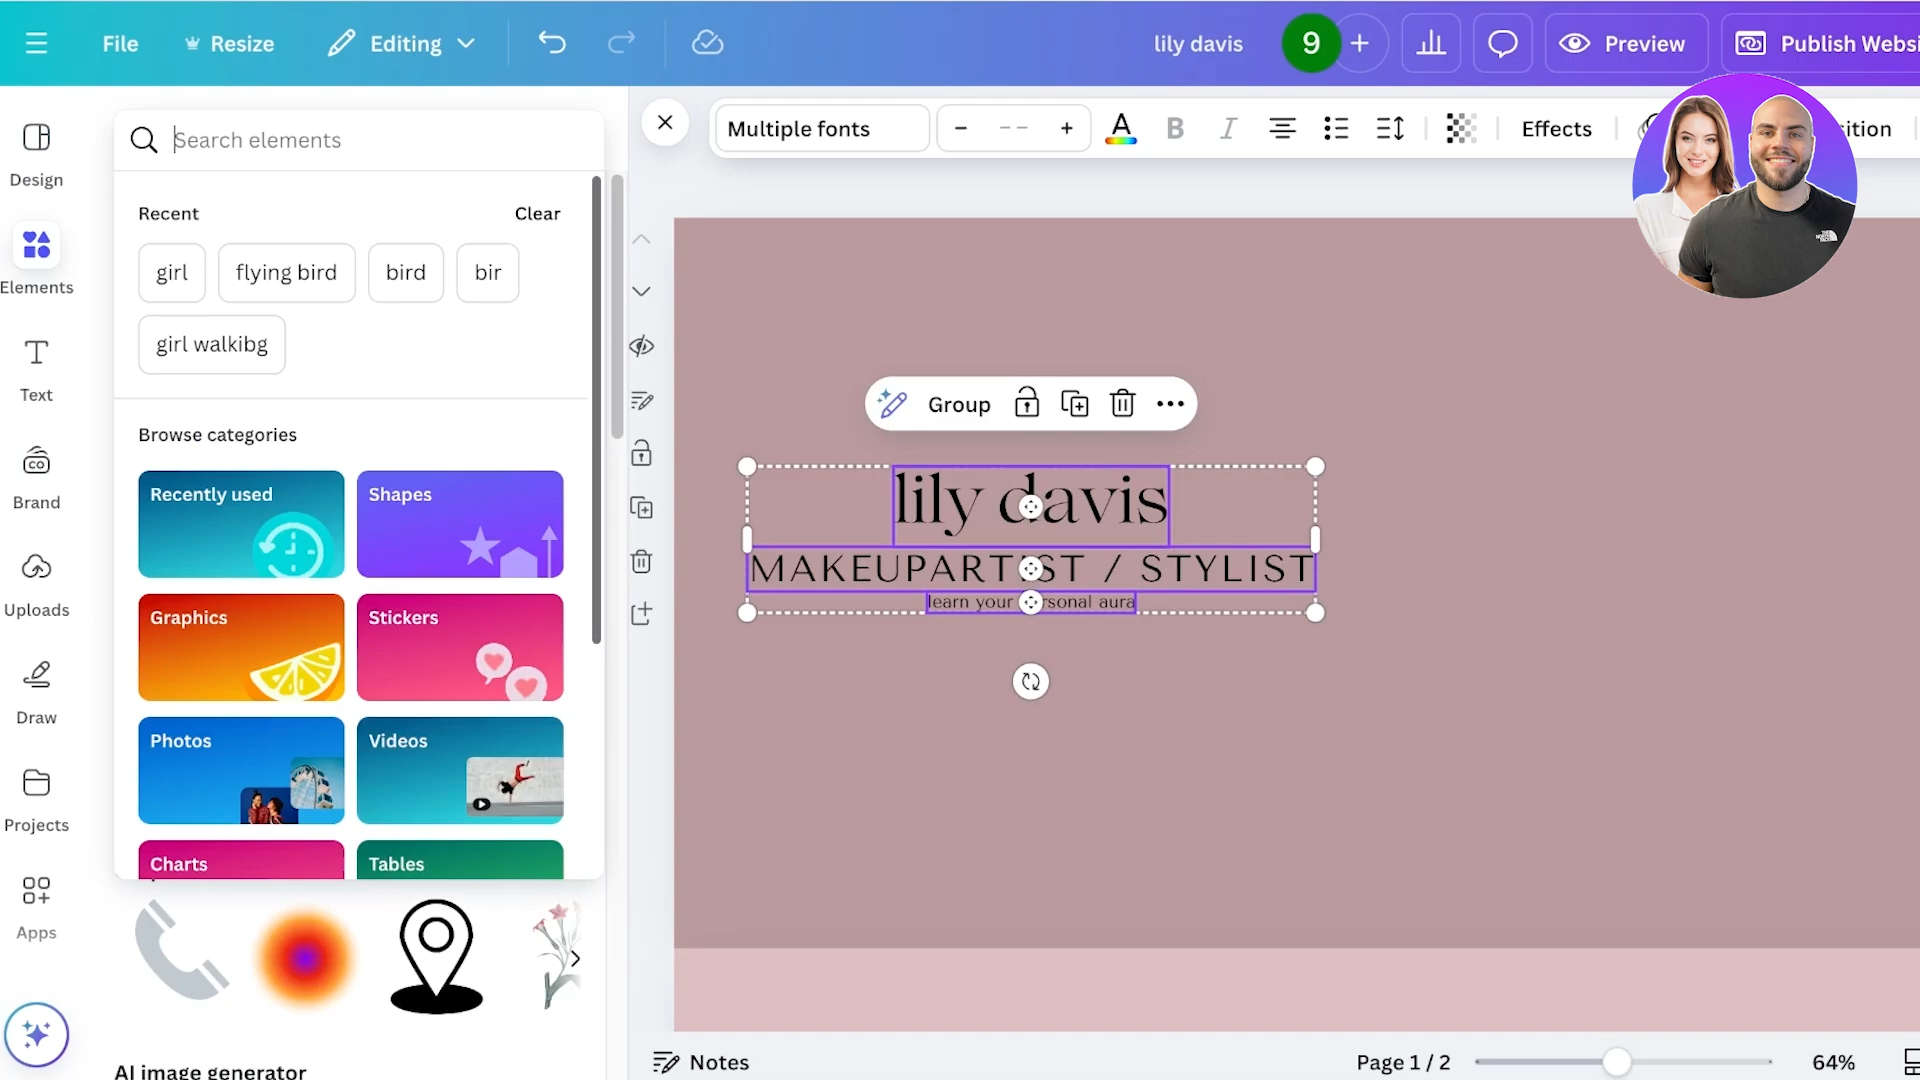 File
Resize
Editing
lily davis
9
Preview
Publish Websi
Search elements
Recent
Clear
girl
flying bird
bird
bir
girl walkibg
Browse categories
Recently used
Shapes
Graphics
Stickers
Photos
Videos
Charts
Tables
AI image generator
Design
Elements
Text
CO
Brand
Uploads
Draw
Projects
Apps
Multiple fonts
– –
A
B
I
Effects
ition
Group
lily davis
MAKEUPARTIST / STYLIST
learn your rsonal aura
Notes
Page 1 / 2
64%